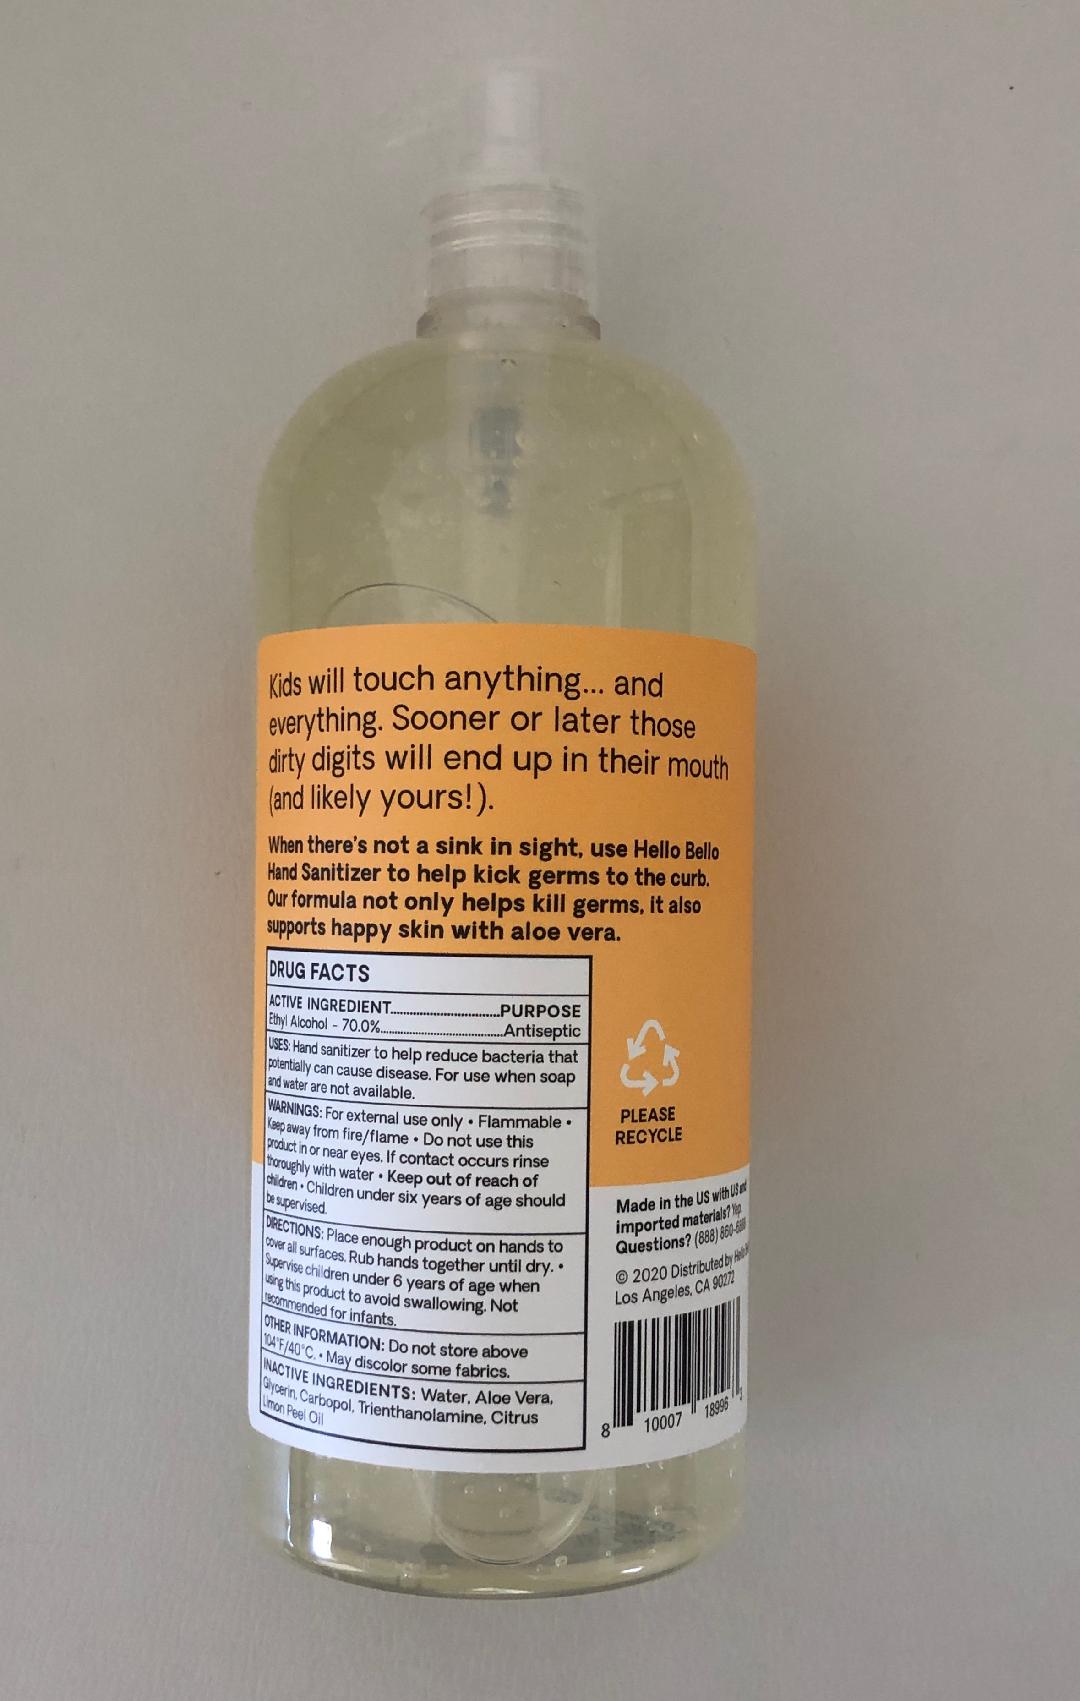 Kids will touch anything... and
everything. Sooner or later those
dirty digits will end up in their mouth
(and likely yours!).
When there's not a sink in sight, use Hello Bello
Hand Sanitizer to help kick germs to the curb.
Our formula not only helps kill germs, it also
supports happy skin with aloe vera.
DRUG FACTS
ACTIVE INGREDIENT..............................PURPOSE
Ethyl Alcohol - 70.0%..............................Antiseptic
USES: Hand sanitizer to help reduce bacteria that
potentially can cause disease. For use when soap
and water are not available.
WARNINGS: For external use only • Flammable •
Keep away from fire/flame • Do not use this
product in or near eyes. If contact occurs rinse
thoroughly with water • Keep out of reach of
children • Children under six years of age should
be supervised.
DIRECTIONS: Place enough product on hands to
cover all surfaces. Rub hands together until dry. •
Supervise children under 6 years of age when
using this product to avoid swallowing. Not
recommended for infants.
OTHER INFORMATION: Do not store above
104°F/40°C. • May discolor some fabrics.
INACTIVE INGREDIENTS: Water, Aloe Vera,
Glycerin, Carbopol, Trienthanolamine, Citrus
Limon Peel Oil
PLEASE
RECYCLE
Made in the US with US and
imported materials? Yep
Questions? (888)
© 2020 Distributed by
Los Angeles, CA 90272
8 10007 18996 1